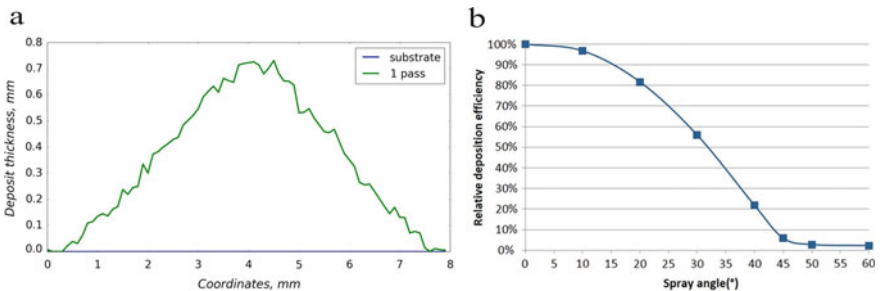 a
0.8
0.7
0.6
0.5
0.4
0.3
0.2
0.1
0.0
Deposit thickness, mm
substrate
1 pass
0 1 2 3 4 5 6 7 8
Coordinates, mm
b
100%
90%
80%
70%
60%
50%
40%
30%
20%
10%
0%
Relative deposition efficiency
0 5 10 15 20 25 30 35 40 45 50 55 60
Spray angle(°)